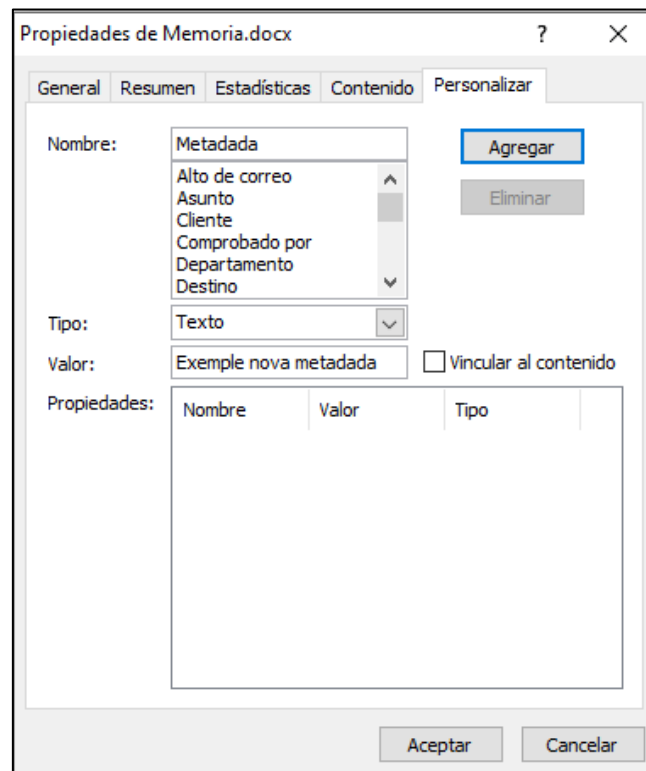 Propiedades de Memoria.docx ? X
General Resumen Estadísticas Contenido Personalizar
Nombre: Metadada Agregar
Alto de correo
Asunto Eliminar
Cliente
Comprobado por
Departamento
Destino
Tipo: Texto
Valor: Exemple nova metadada Vincular al contenido
Propiedades: Nombre Valor Tipo
Aceptar Cancelar